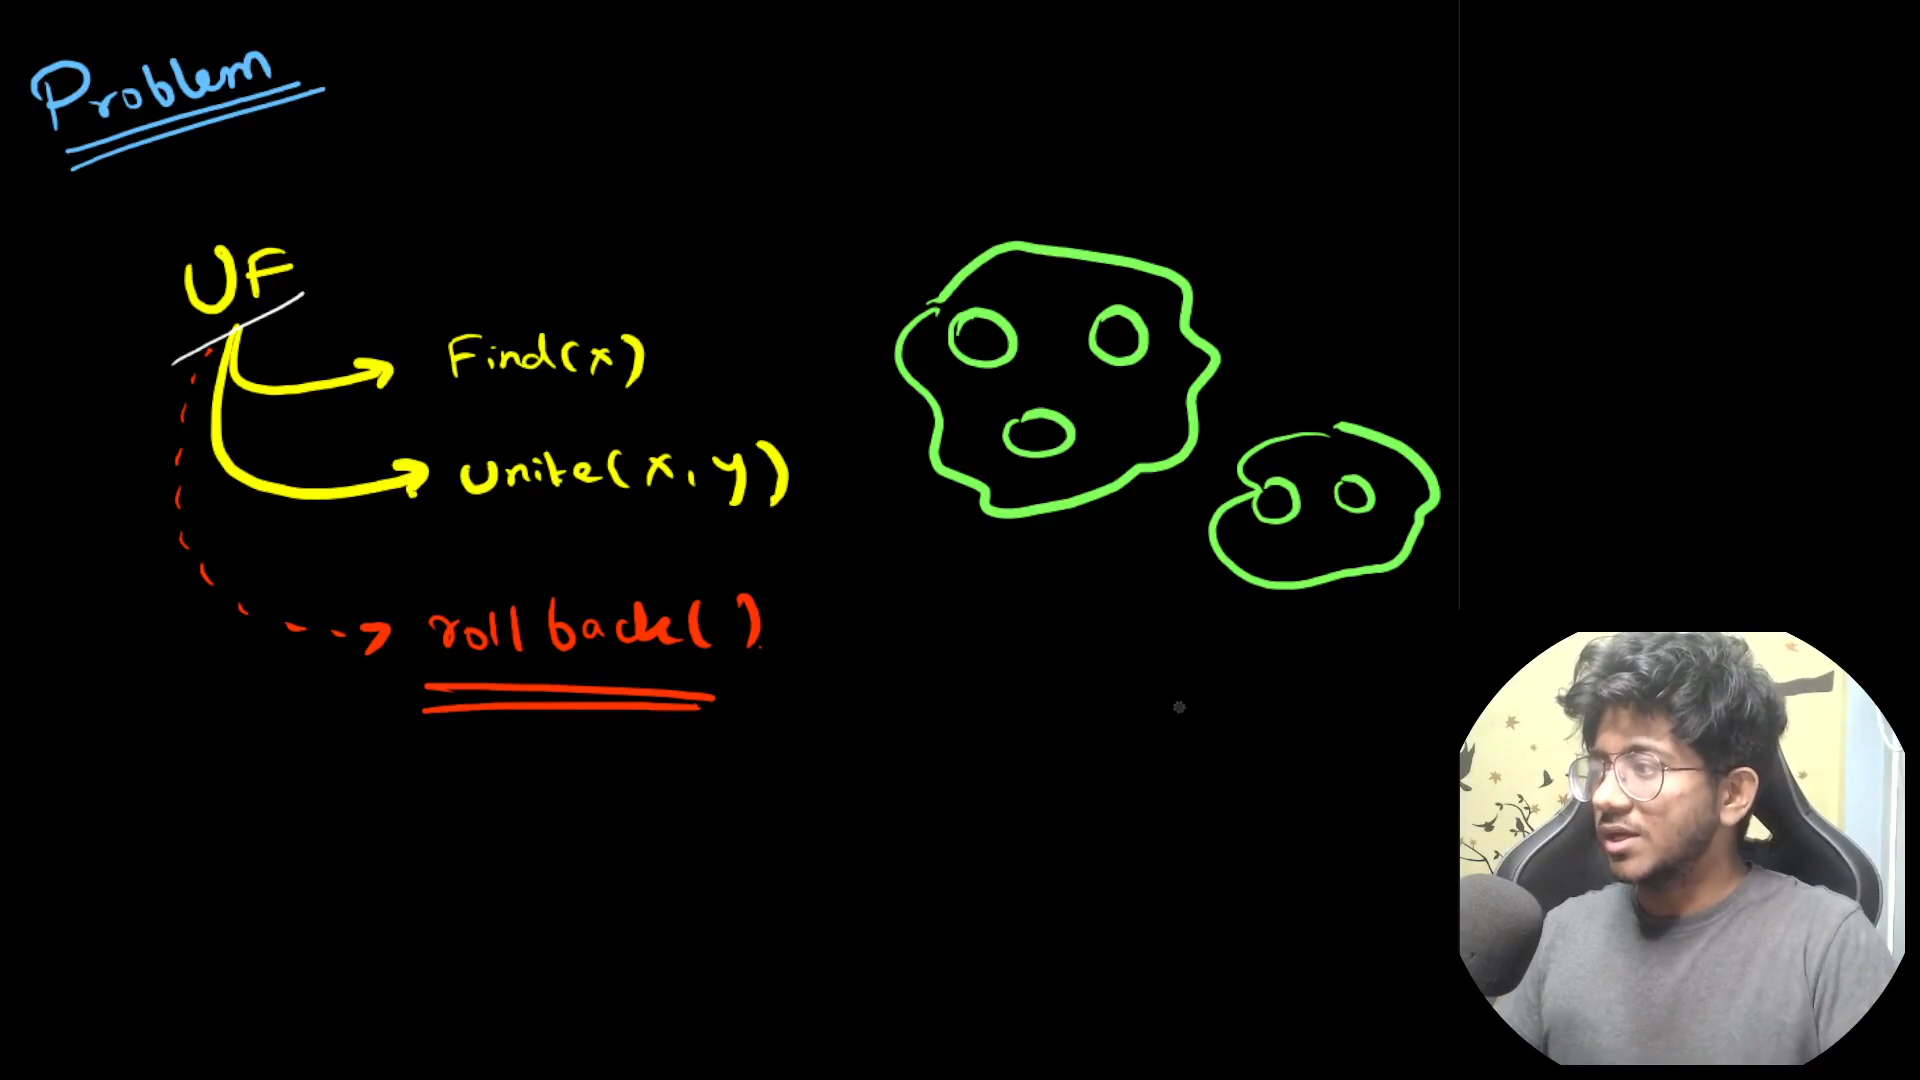 Problem
UF
Find(x)
unite(x, y)
roll back( )